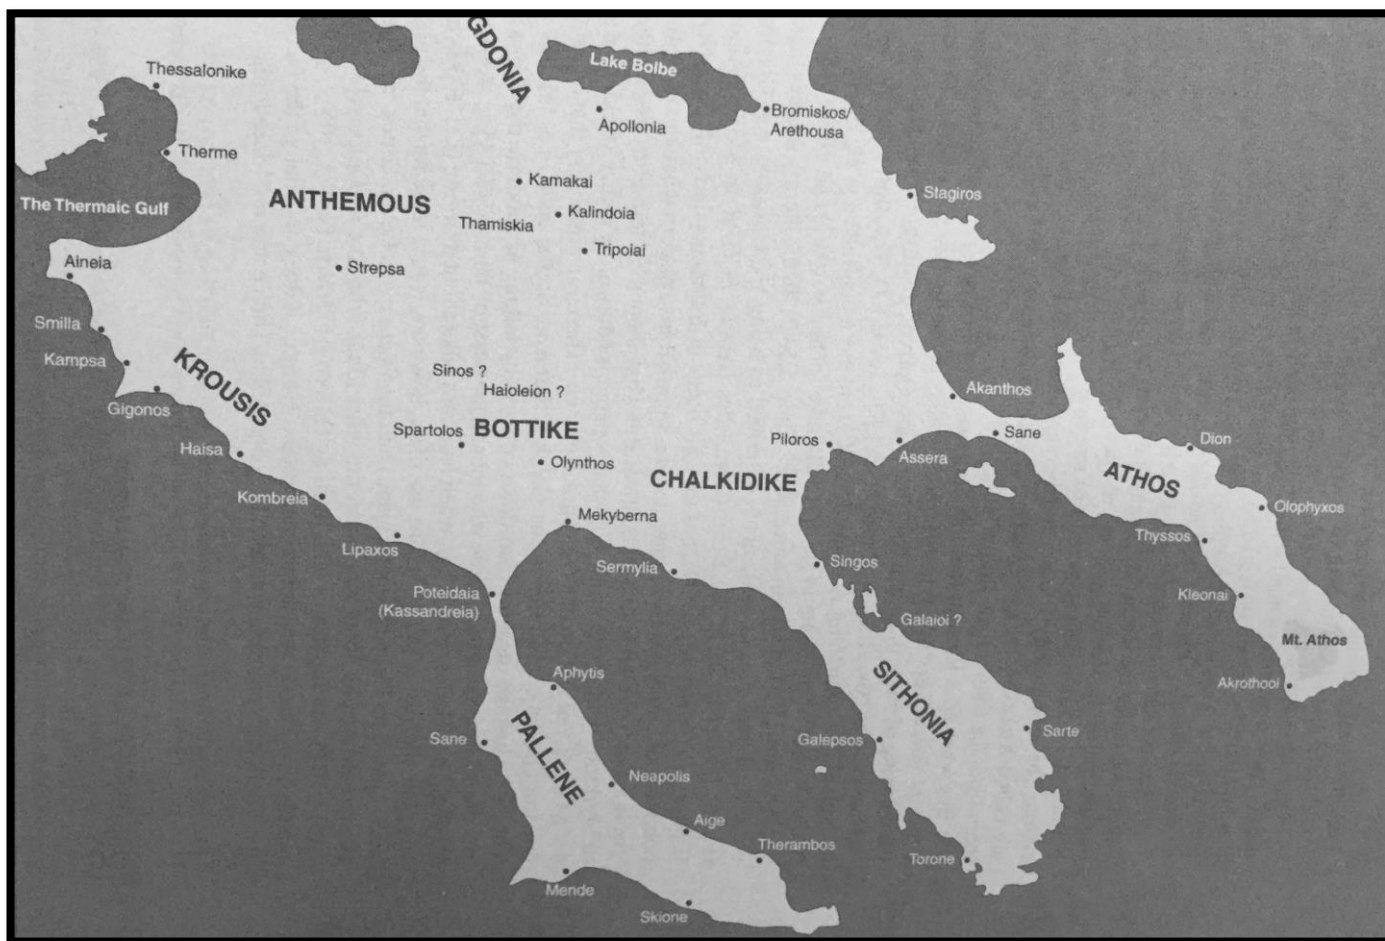 GDONIA
Lake Bolbe
Thessalonike
Bromiskos/
Arethousa
Apollonia
Therme
Kamakai
ANTHEMOUS
The Thermaic Gulf
Stagiros
Kalindoia
Thamiskia
Tripoiai
Aineia
Strepsa
Smilla
Kampsa
KROUSIS
Sinos ?
Haioleion ?
Gigonos
Akanthos
Spartolos
BOTTIKE
Sane
Dion
Piloros
Haisa
Assera
Olynthos
CHALKIDIKE
ATHOS
Kombreia
Olophyxos
Mekyberna
Thyssos
Lipaxos
Singos
Sermylia
Poteidaia
(Kassandreia)
Kleonai
Galaioi ?
Mt. Athos
Aphytis
Akrothooi
SITHONIA
PALLENE
Sane
Galepsos
Sarte
Neapolis
Aige
Therambos
Torone
Mende
Skione